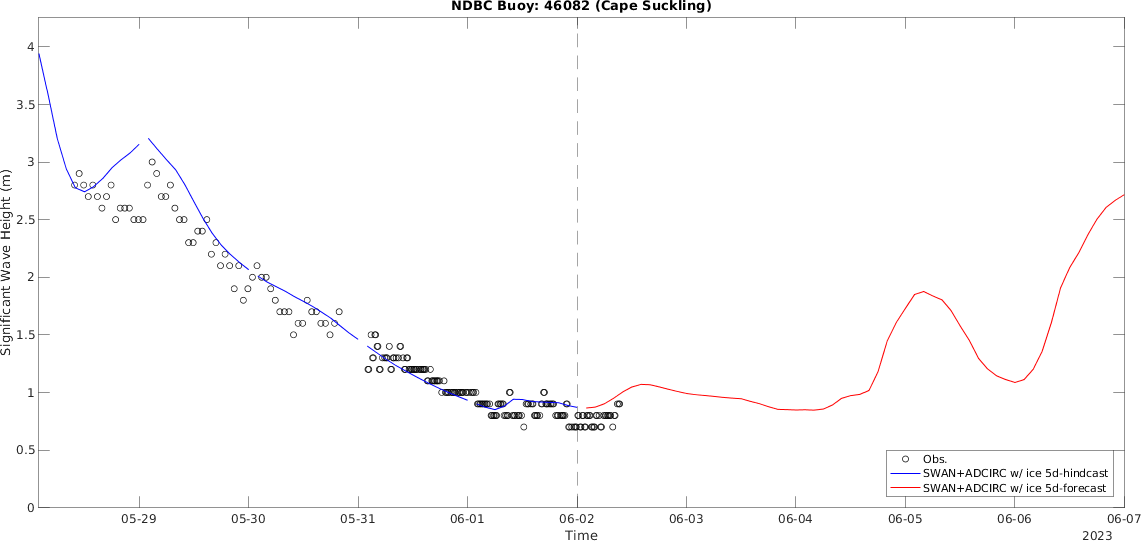 NDBC Buoy: 46082 (Cape Suckling)
4
3.5
3
2.5
2
1.5
1
0.5
0
Significant Wave Height (m)
Obs.
SWAN+ADCIRC w/ ice 5d-hindcast
SWAN+ADCIRC w/ ice 5d-forecast
05-29 05-30 05-31 06-01 06-02 06-03 06-04 06-05 06-06 06-07
Time
2023